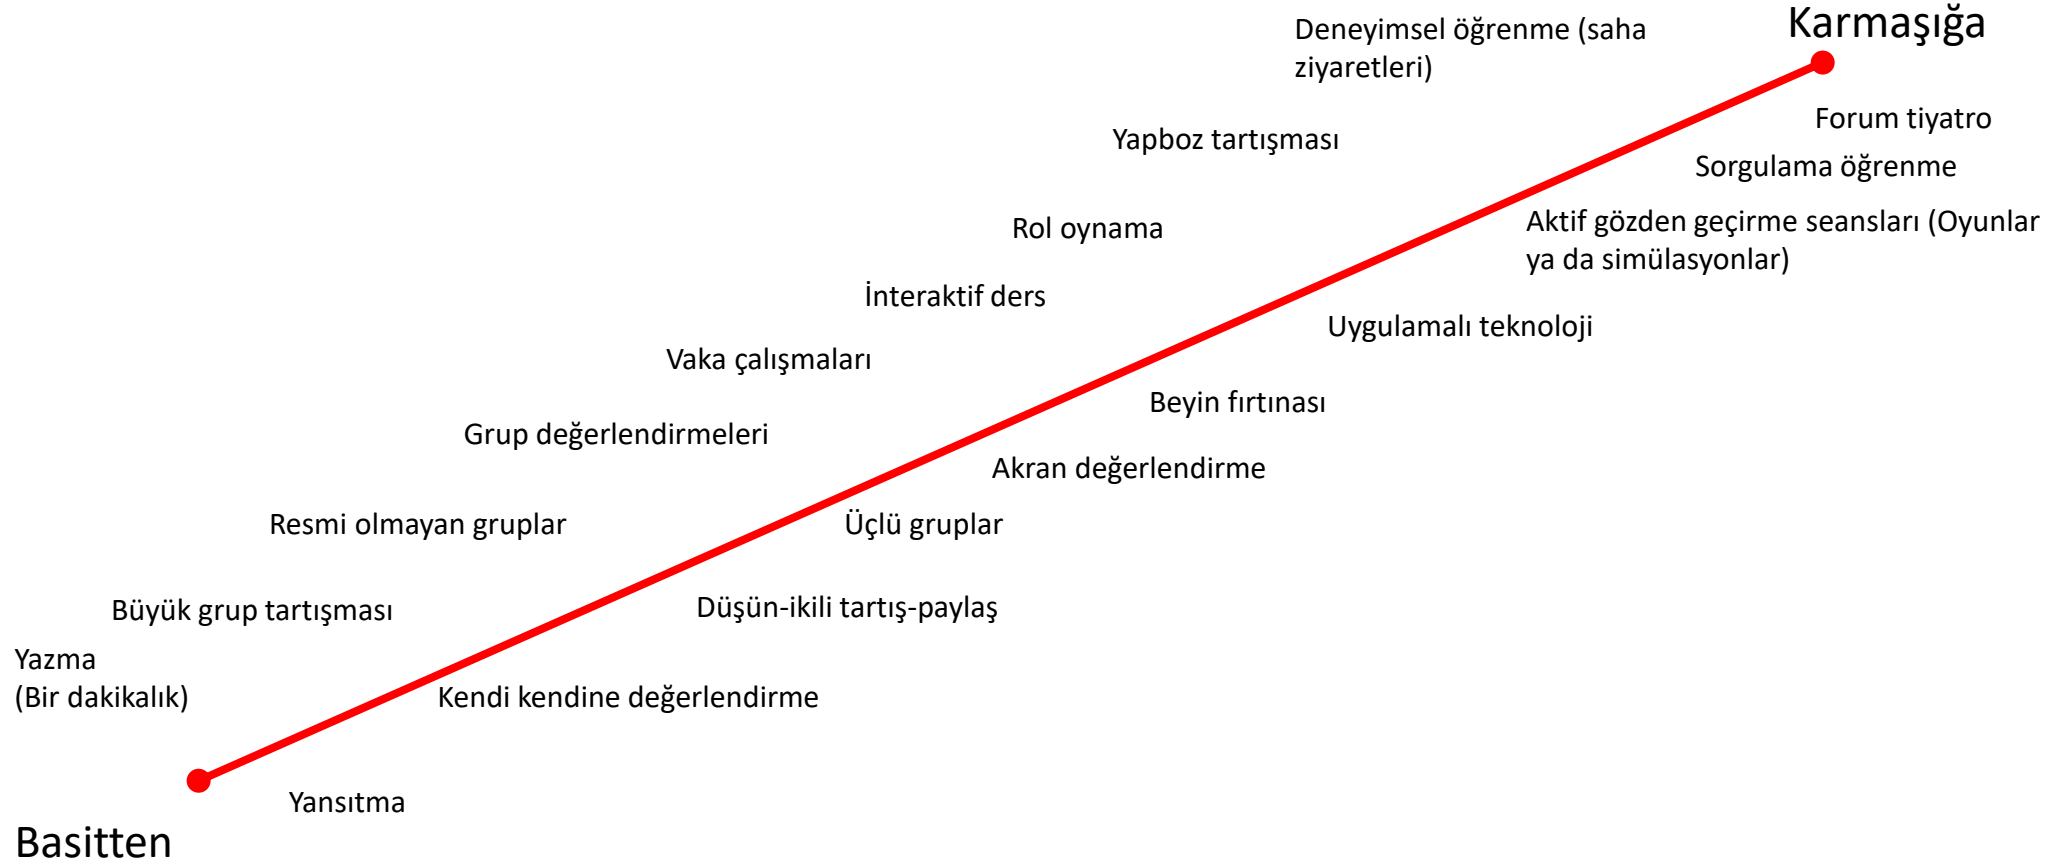 Karmaşığa
Deneyimsel öğrenme (saha
ziyaretleri)
Forum tiyatro
Yapboz tartışması
Sorgulama öğrenme
Rol oynama
Aktif gözden geçirme seansları (Oyunlar
ya da simülasyonlar)
İnteraktif ders
Uygulamalı teknoloji
Vaka çalışmaları
Beyin fırtınası
Grup değerlendirmeleri
Akran değerlendirme
Resmi olmayan gruplar
Üçlü gruplar
Büyük grup tartışması
Düşün-ikili tartış-paylaş
Yazma
(Bir dakikalık)
Kendi kendine değerlendirme
Yansıtma
Basitten